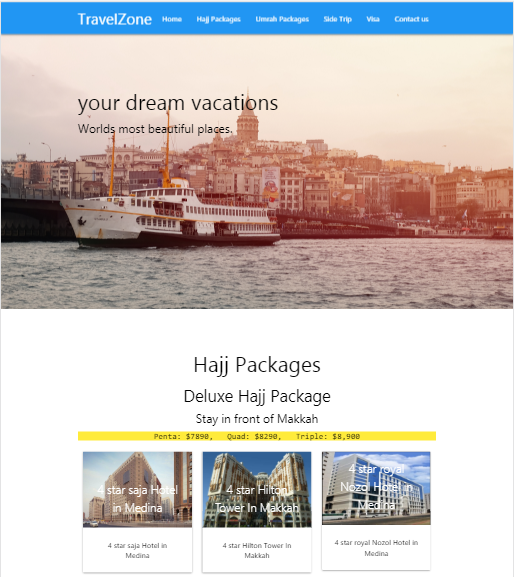 TravelZone Home Hajj Packages Umrah Packages Side Trip Visa Contact us
your dream vacations
Worlds most beautiful places.
Hajj Packages
Deluxe Hajj Package
Stay in front of Makkah
Penta: $7890, Quad: $8290, Triple: $8,900
4 star saja Hotel
in Medina
4 star Hilton
Tower In Makkah
4 star royal
Nozol Hotel in
Medina
4 star saja Hotel in
Medina
4 star Hilton Tower In
Makkah
4 star royal Nozol Hotel in
Medina